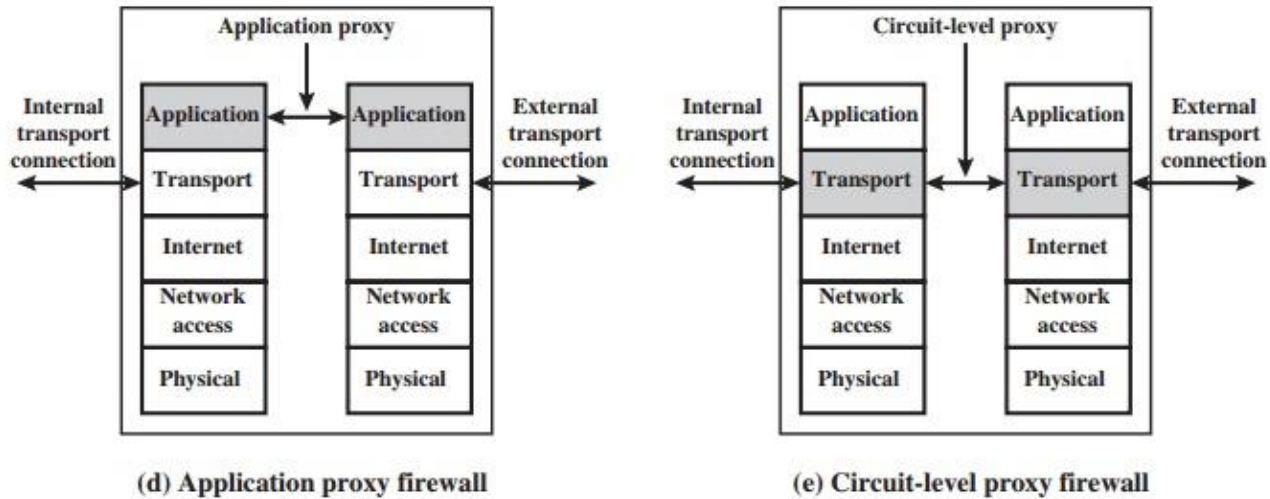 Application proxy
Internal
transport
connection
Application
Transport
Internet
Network
access
Physical
Application
Transport
Internet
Network
access
Physical
External
transport
connection
(d) Application proxy firewall
Circuit-level proxy
Internal
transport
connection
Application
Transport
Internet
Network
access
Physical
Application
Transport
Internet
Network
access
Physical
External
transport
connection
(e) Circuit-level proxy firewall